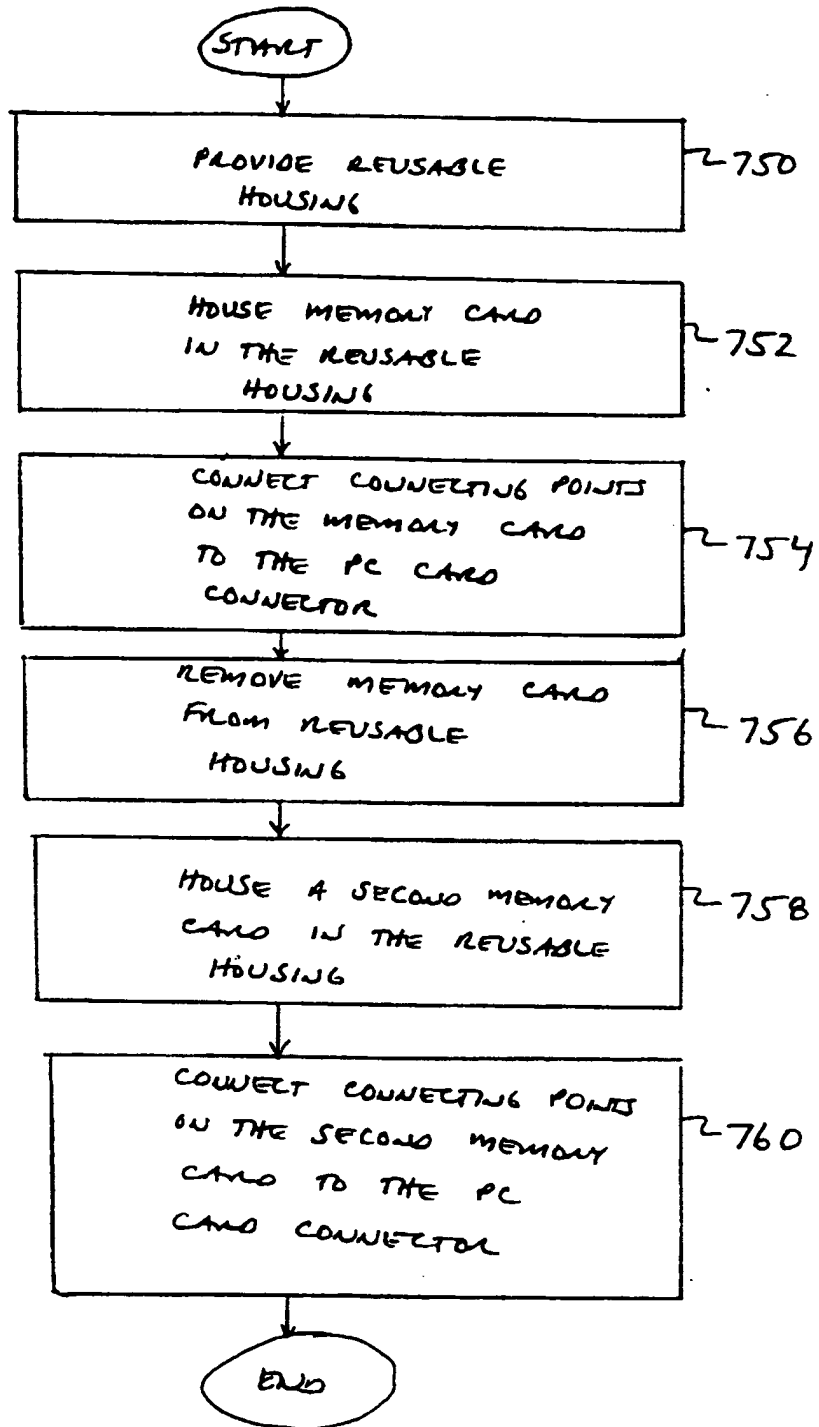 START
PROVIDE REUSABLE
HOUSING
750
HOUSE MEMORY CARD
IN THE REUSABLE
HOUSING
752
CONNECT CONNECTING POINTS
ON THE MEMORY CARD
TO THE PC CARD
CONNECTOR
754
REMOVE MEMORY CARD
FROM REUSABLE
HOUSING
756
HOUSE A SECOND MEMORY
CARD IN THE REUSABLE
HOUSING
758
CONNECT CONNECTING POINTS
ON THE SECOND MEMORY
CARD TO THE PC
CARD CONNECTOR
760
END